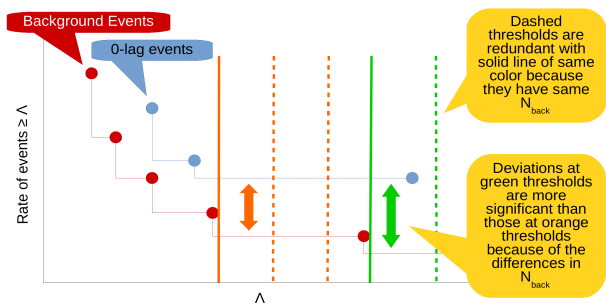 Background Events
0-lag events
Rate of events ≥ Λ
Λ
Dashed
thresholds are
redundant with
solid line of same
color because
they have same
N_back
Deviations at
green thresholds
are more
significant than
those at orange
thresholds
because of the
differences in
N_back